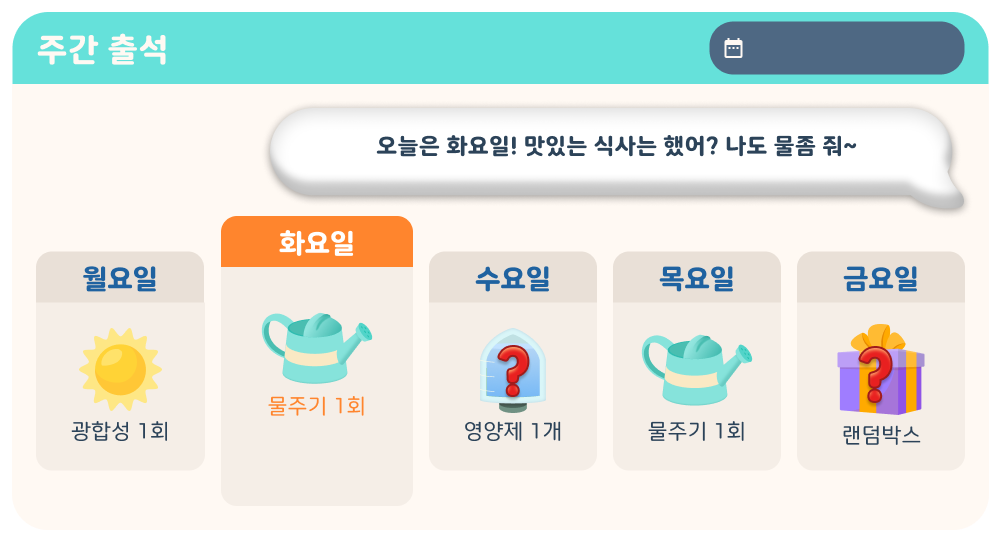 주간 출석
오늘은 화요일! 맛있는 식사는 했어? 나도 물좀 줘~
월요일
광합성 1회
화요일
물주기 1회
수요일
?
영양제 1개
목요일
물주기 1회
금요일
?
랜덤박스